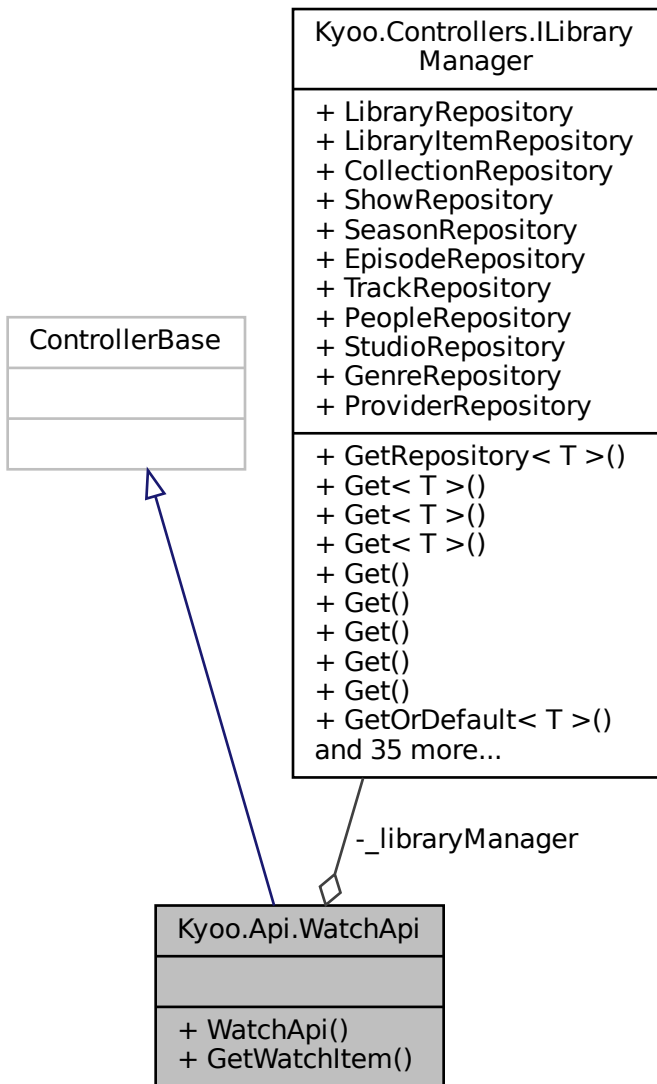 Kyoo.Controllers.ILibrary
Manager
+ LibraryRepository
+ LibraryItemRepository
+ CollectionRepository
+ ShowRepository
+ SeasonRepository
+ EpisodeRepository
+ TrackRepository
+ PeopleRepository
+ StudioRepository
+ GenreRepository
+ ProviderRepository
+ GetRepository< T >()
+ Get< T >()
+ Get< T >()
+ Get< T >()
+ Get()
+ Get()
+ Get()
+ Get()
+ Get()
+ GetOrDefault< T >()
and 35 more...
ControllerBase
-_libraryManager
Kyoo.Api.WatchApi
+ WatchApi()
+ GetWatchItem()